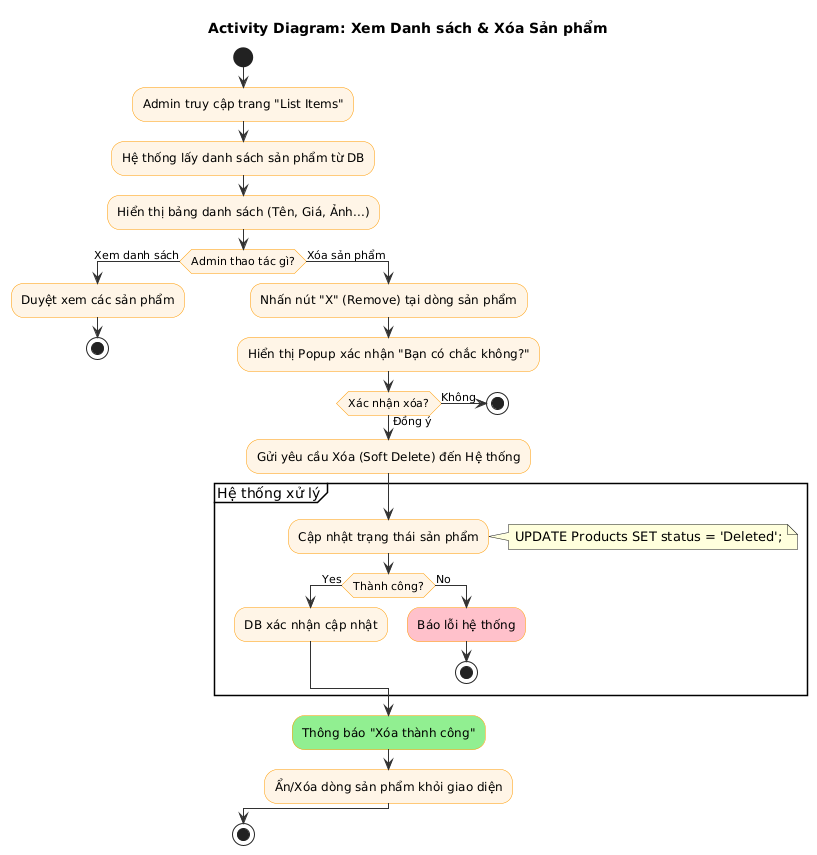 Activity Diagram: Xem Danh sách & Xóa Sản phẩm
Admin truy cập trang "List Items"
Hệ thống lấy danh sách sản phẩm từ DB
Hiển thị bảng danh sách (Tên, Giá, Ảnh...)
Xem danh sách
Admin thao tác gì?
Xóa sản phẩm
Duyệt xem các sản phẩm
Nhấn nút "X" (Remove) tại dòng sản phẩm
Hiển thị Popup xác nhận "Bạn có chắc không?"
Xác nhận xóa?
Không
Đồng ý
Gửi yêu cầu Xóa (Soft Delete) đến Hệ thống
Hệ thống xử lý
Cập nhật trạng thái sản phẩm
UPDATE Products SET status = 'Deleted';
Yes
Thành công?
No
DB xác nhận cập nhật
Báo lỗi hệ thống
Thông báo "Xóa thành công"
Ẩn/Xóa dòng sản phẩm khỏi giao diện